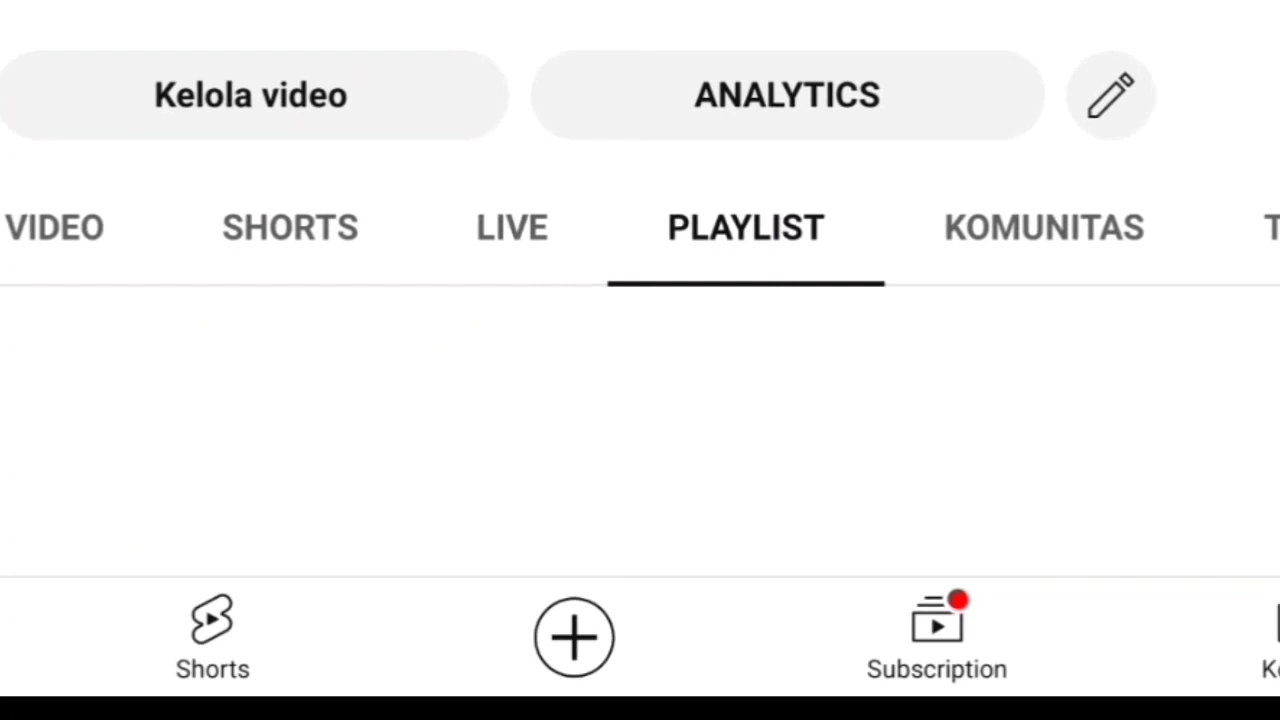 Kelola video ANALYTICS
VIDEO SHORTS LIVE PLAYLIST KOMUNITAS
Shorts Subscription